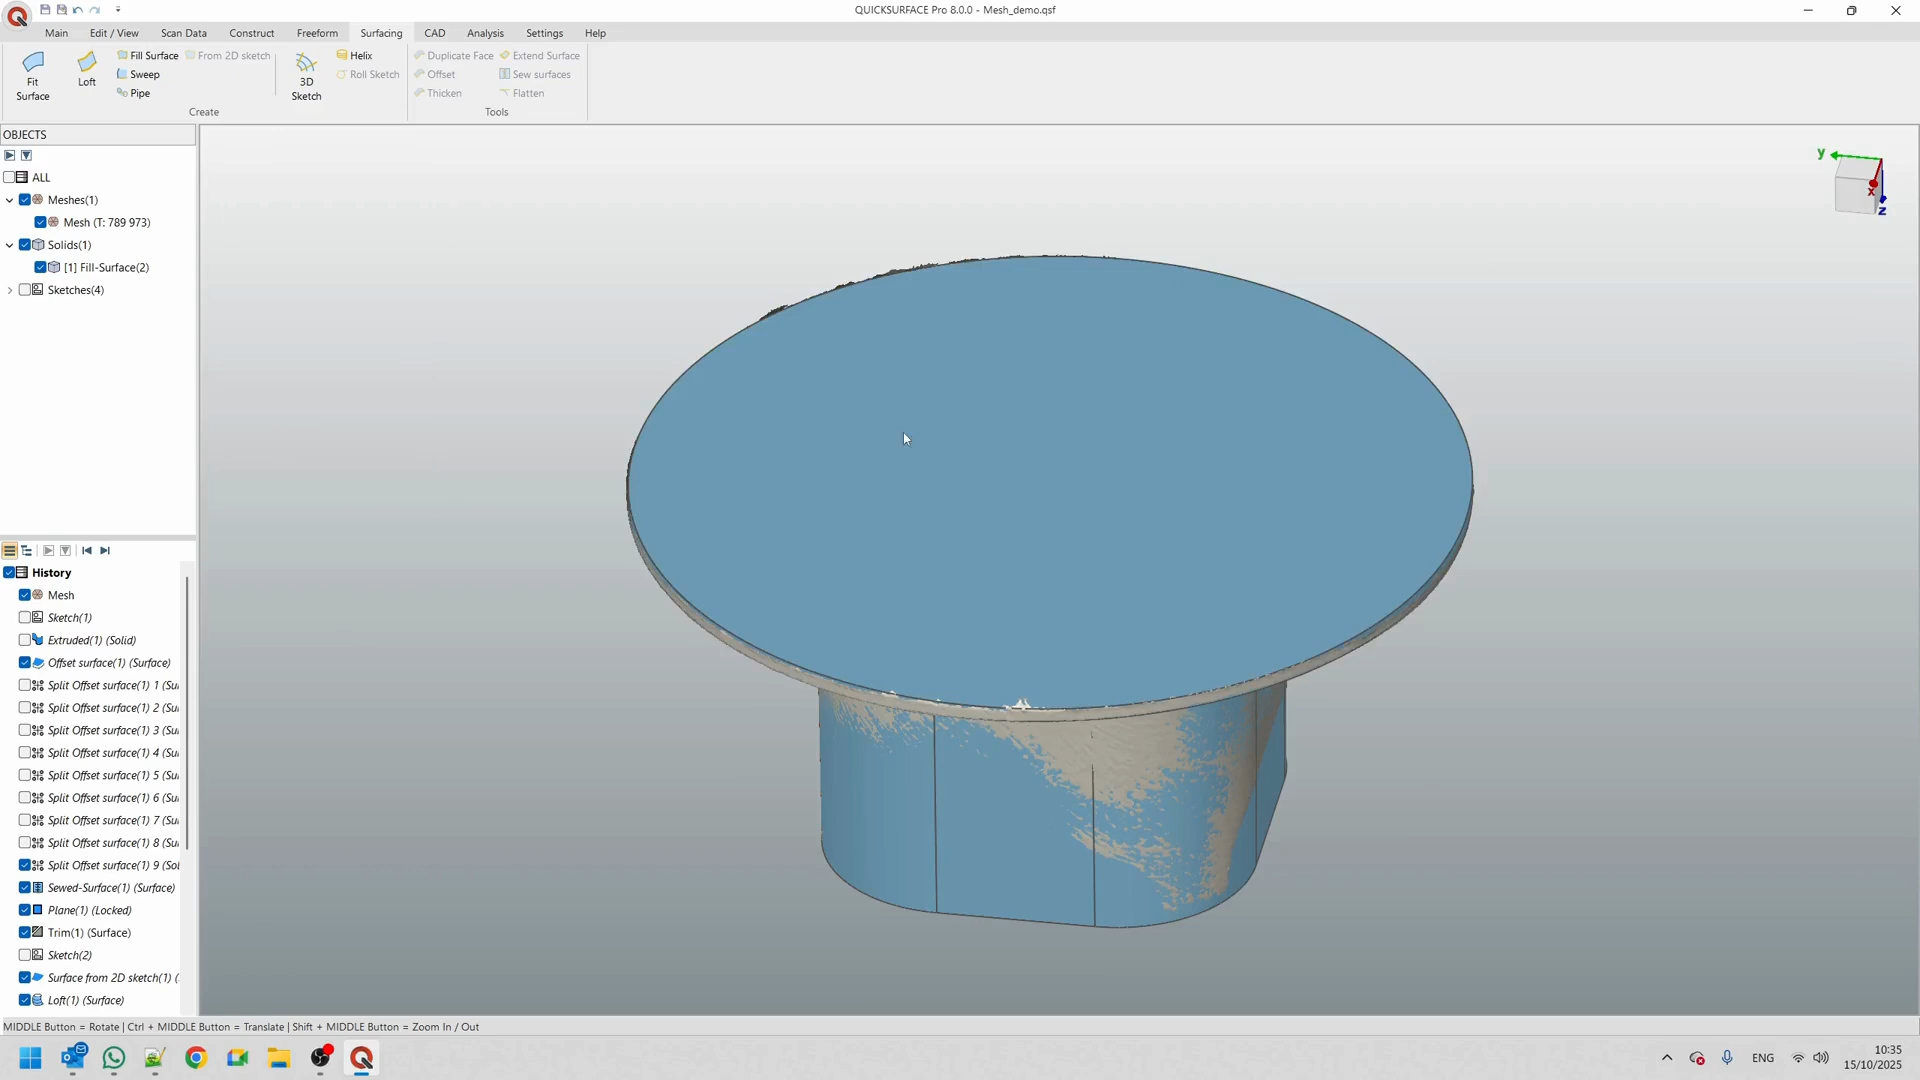 QUICKSURFACE Pro 8.0.0 - Mesh_demo.qsf
Main Edit / View Scan Data Construct Freeform Surfacing CAD Analysis Settings Help
Fit Surface
Loft
Fill Surface
From 2D sketch
Sweep
Pipe
3D Sketch
Helix
Roll Sketch
Duplicate Face
Extend Surface
Offset
Sew surfaces
Thicken
Flatten
Create
Tools
OBJECTS
ALL
Meshes(1)
Mesh (T: 789 973)
Solids(1)
[1] Fill-Surface(2)
Sketches(4)
y
x
z
History
Mesh
Sketch(1)
Extruded(1) (Solid)
Offset surface(1) (Surface)
Split Offset surface(1) 1 (Su
Split Offset surface(1) 2 (Su
Split Offset surface(1) 3 (Su
Split Offset surface(1) 4 (Su
Split Offset surface(1) 5 (Su
Split Offset surface(1) 6 (Su
Split Offset surface(1) 7 (Su
Split Offset surface(1) 8 (Su
Split Offset surface(1) 9 (Sol
Sewed-Surface(1) (Surface)
Plane(1) (Locked)
Trim(1) (Surface)
Sketch(2)
Surface from 2D sketch(1) (
Loft(1) (Surface)
MIDDLE Button = Rotate | Ctrl + MIDDLE Button = Translate | Shift + MIDDLE Button = Zoom In / Out
ENG
10:35
15/10/2025